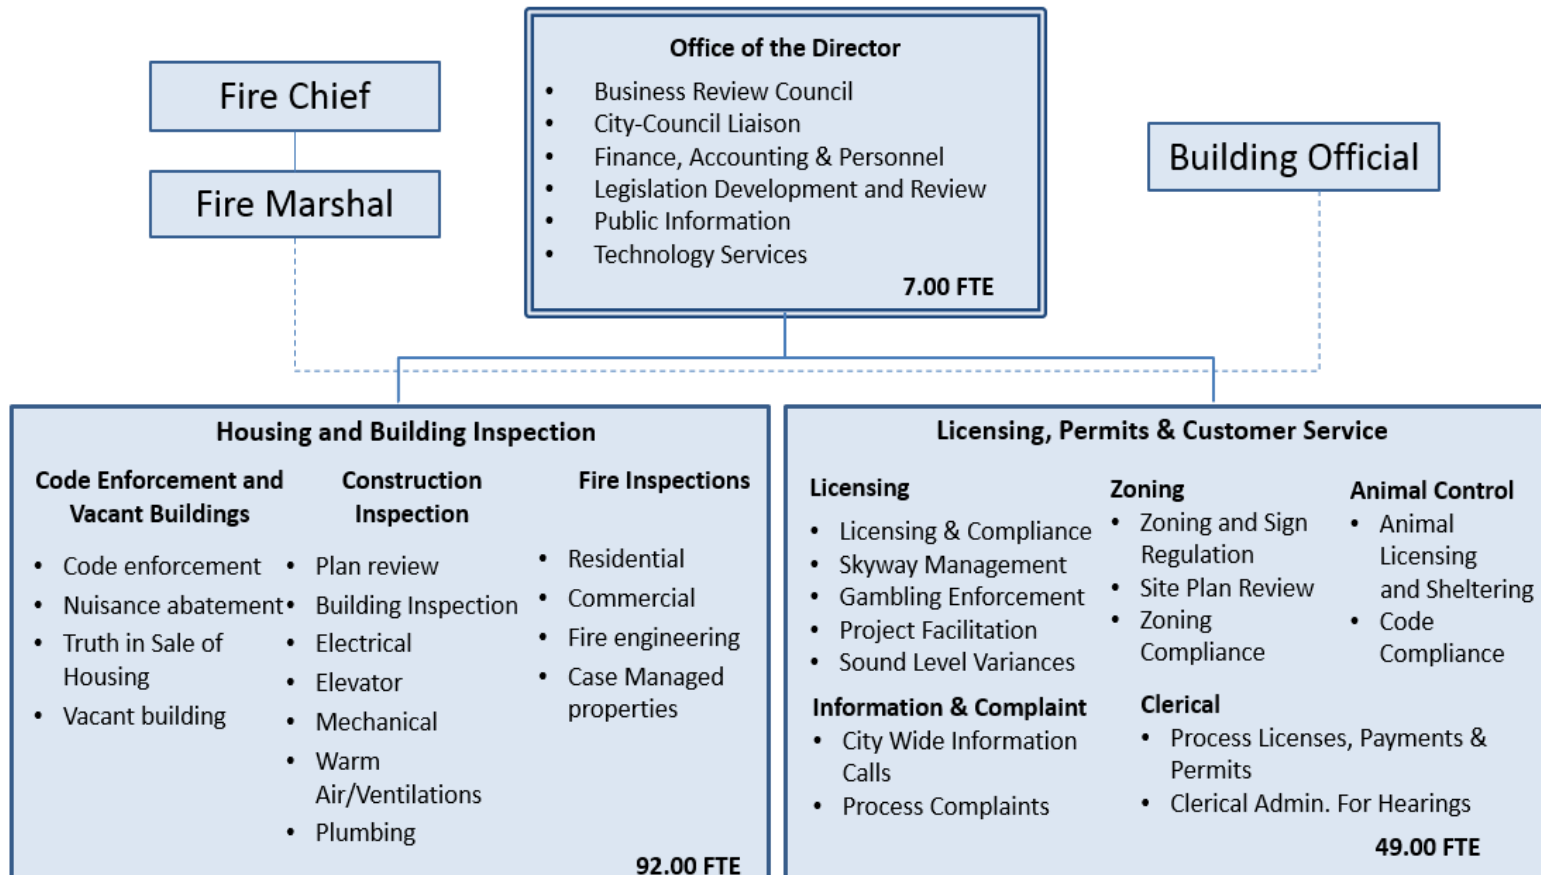 Fire Chief
Fire Marshal
Office of the Director
• Business Review Council
• City-Council Liaison
• Finance, Accounting & Personnel
• Legislation Development and Review
• Public Information
• Technology Services
7.00 FTE
Building Official
Housing and Building Inspection
Code Enforcement and
Vacant Buildings
• Code enforcement
• Nuisance abatement
• Truth in Sale of
Housing
• Vacant building
Construction
Inspection
• Plan review
• Building Inspection
• Electrical
• Elevator
• Mechanical
• Warm
Air/Ventilations
• Plumbing
Fire Inspections
• Residential
• Commercial
• Fire engineering
• Case Managed
properties
92.00 FTE
Licensing, Permits & Customer Service
Licensing
• Licensing & Compliance
• Skyway Management
• Gambling Enforcement
• Project Facilitation
• Sound Level Variances
Zoning
• Zoning and Sign
Regulation
• Site Plan Review
• Zoning
Compliance
Animal Control
• Animal
Licensing
and Sheltering
• Code
Compliance
Information & Complaint
• City Wide Information
Calls
• Process Complaints
Clerical
• Process Licenses, Payments &
Permits
• Clerical Admin. For Hearings
49.00 FTE